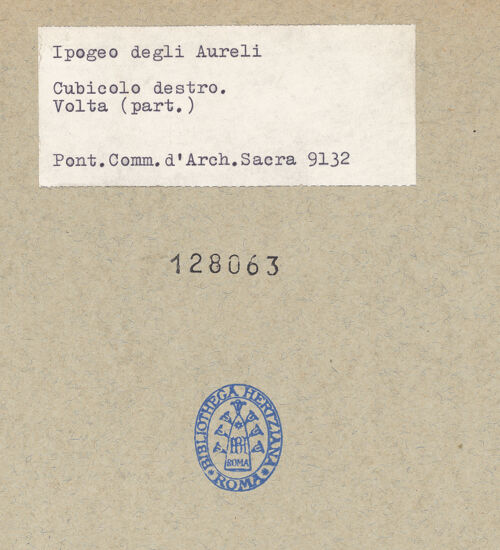 Ipogeo degli Aureli
Cubicolo destro.
Volta (part.)
Pont.Comm.d'Arch.Sacra 9132
128063
BIBLIOTHECA HERTZIANA
ROMA
ROMA